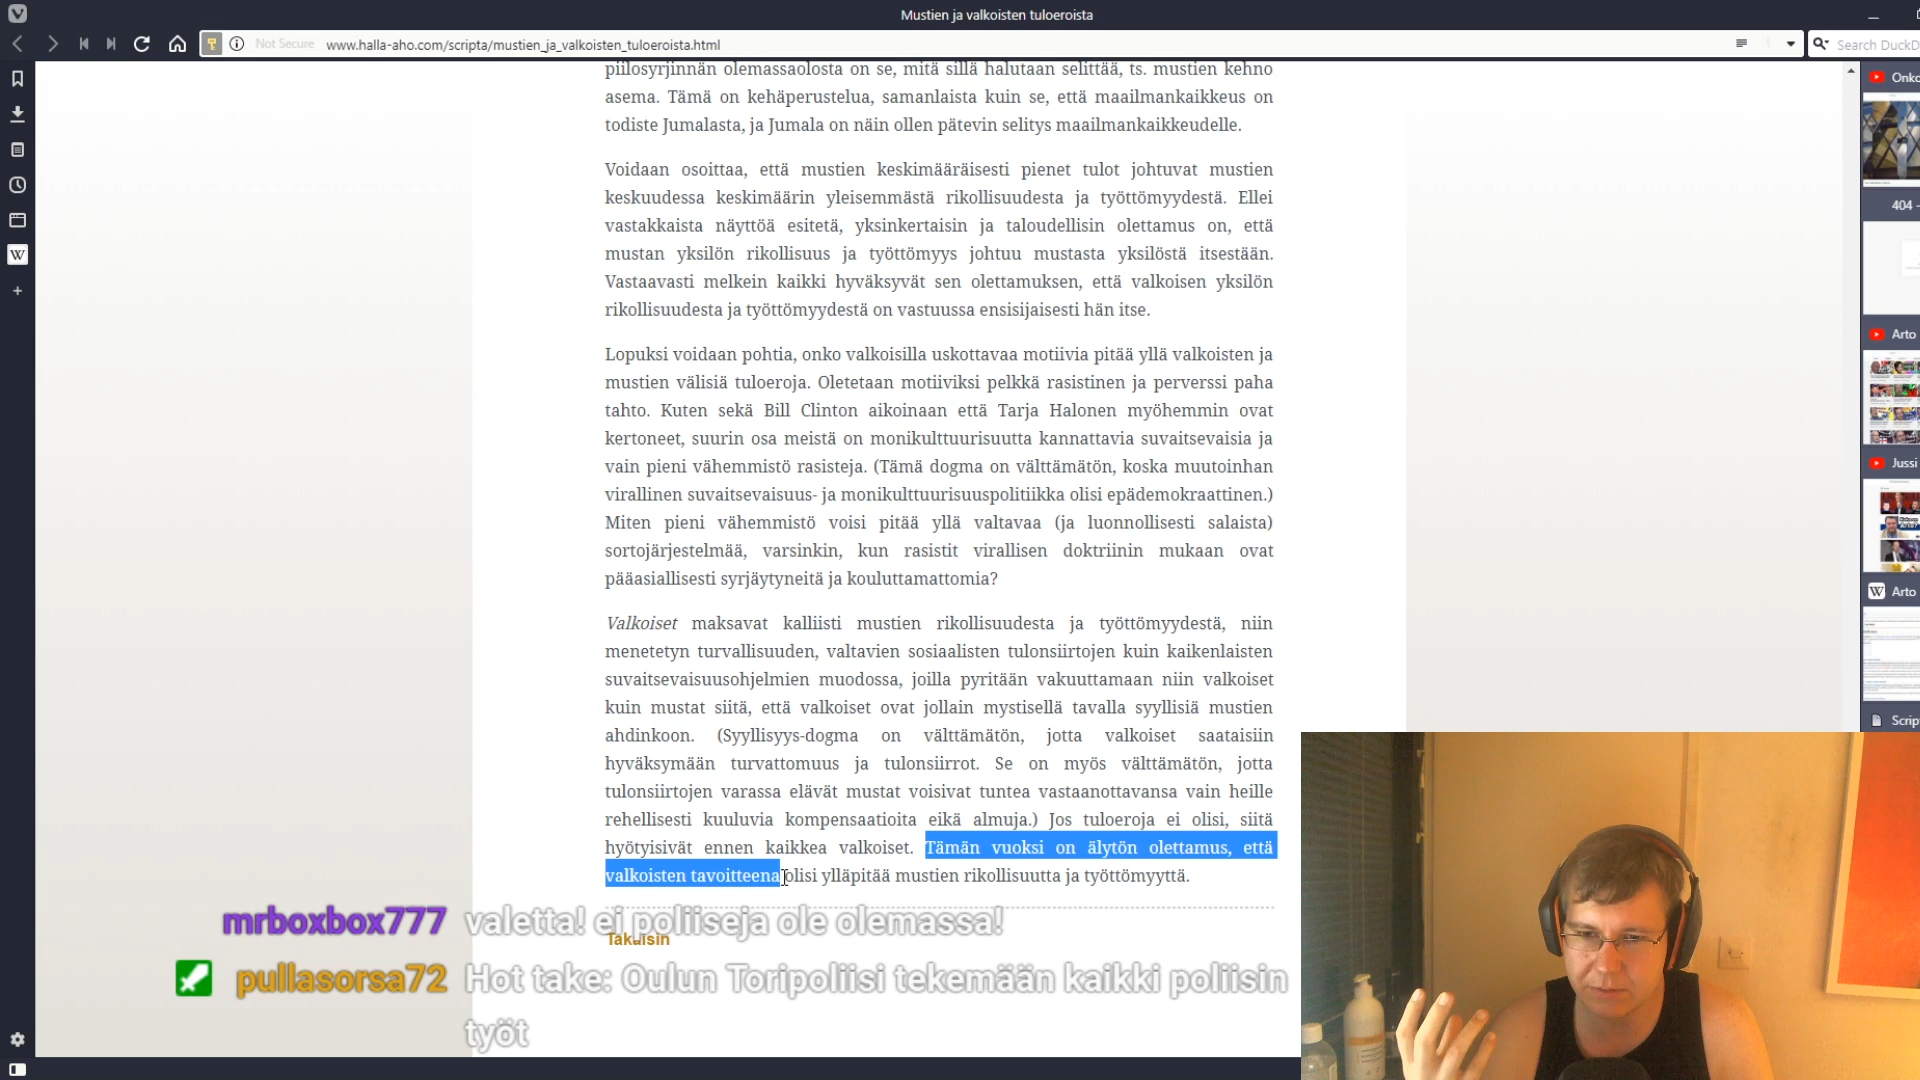 Mustien ja valkoisten tuloeroista
Not Secure
www.halla-aho.com/scripta/mustien_ja_valkoisten_tuloeroista.html
Search DuckD
piilosyrjinnän olemassaolosta on se, mitä sillä halutaan selittää, ts. mustien kehno
asema. Tämä on kehäperustelua, samanlaista kuin se, että maailmankaikkeus on
todiste Jumalasta, ja Jumala on näin ollen pätevin selitys maailmankaikkeudelle.
Voidaan osoittaa, että mustien keskimääräisesti pienet tulot johtuvat mustien
keskuudessa keskimäärin yleisemmästä rikollisuudesta ja työttömyydestä. Ellei
vastakkaista näyttöä esitetä, yksinkertaisin ja taloudellisin olettamus on, että
mustan yksilön rikollisuus ja työttömyys johtuu mustasta yksilöstä itsestään.
Vastaavasti melkein kaikki hyväksyvät sen olettamuksen, että valkoisen yksilön
rikollisuudesta ja työttömyydestä on vastuussa ensisijaisesti hän itse.
Lopuksi voidaan pohtia, onko valkoisilla uskottavaa motiivia pitää yllä valkoisten ja
mustien välisiä tuloeroja. Oletetaan motiiviksi pelkkä rasistinen ja perverssi paha
tahto. Kuten sekä Bill Clinton aikoinaan että Tarja Halonen myöhemmin ovat
kertoneet, suurin osa meistä on monikulttuurisuutta kannattavia suvaitsevaisia ja
vain pieni vähemmistö rasisteja. (Tämä dogma on välttämätön, koska muutoinhan
virallinen suvaitsevaisuus- ja monikulttuurisuuspolitiikka olisi epädemokraattinen.)
Miten pieni vähemmistö voisi pitää yllä valtavaa (ja luonnollisesti salaista)
sortojärjestelmää, varsinkin, kun rasistit virallisen doktriinin mukaan ovat
pääasiallisesti syrjäytyneitä ja kouluttamattomia?
Valkoiset maksavat kalliisti mustien rikollisuudesta ja työttömyydestä, niin
menetetyn turvallisuuden, valtavien sosiaalisten tulonsiirtojen kuin kaikenlaisten
suvaitsevaisuusohjelmien muodossa, joilla pyritään vakuuttamaan niin valkoiset
kuin mustat siitä, että valkoiset ovat jollain mystisellä tavalla syyllisiä mustien
ahdinkoon. (Syyllisyys-dogma on välttämätön, jotta valkoiset saataisiin
hyväksymään turvattomuus ja tulonsiirrot. Se on myös välttämätön, jotta
tulonsiirtojen varassa elävät mustat voisivat tuntea vastaanottavansa vain heille
rehellisesti kuuluvia kompensaatioita eikä almuja.) Jos tuloeroja ei olisi, siitä
hyötyisivät ennen kaikkea valkoiset. Tämän vuoksi on älytön olettamus, että
valkoisten tavoitteena olisi ylläpitää mustien rikollisuutta ja työttömyyttä.
Takaisin
mrboxbox777 valetta! ei poliiseja ole olemassa!
pullasorsa72 Hot take: Oulun Toripoliisi tekemään kaikki poliisin
työt
Onko
404 -
Arto
Jussi
W Arto
Scrip